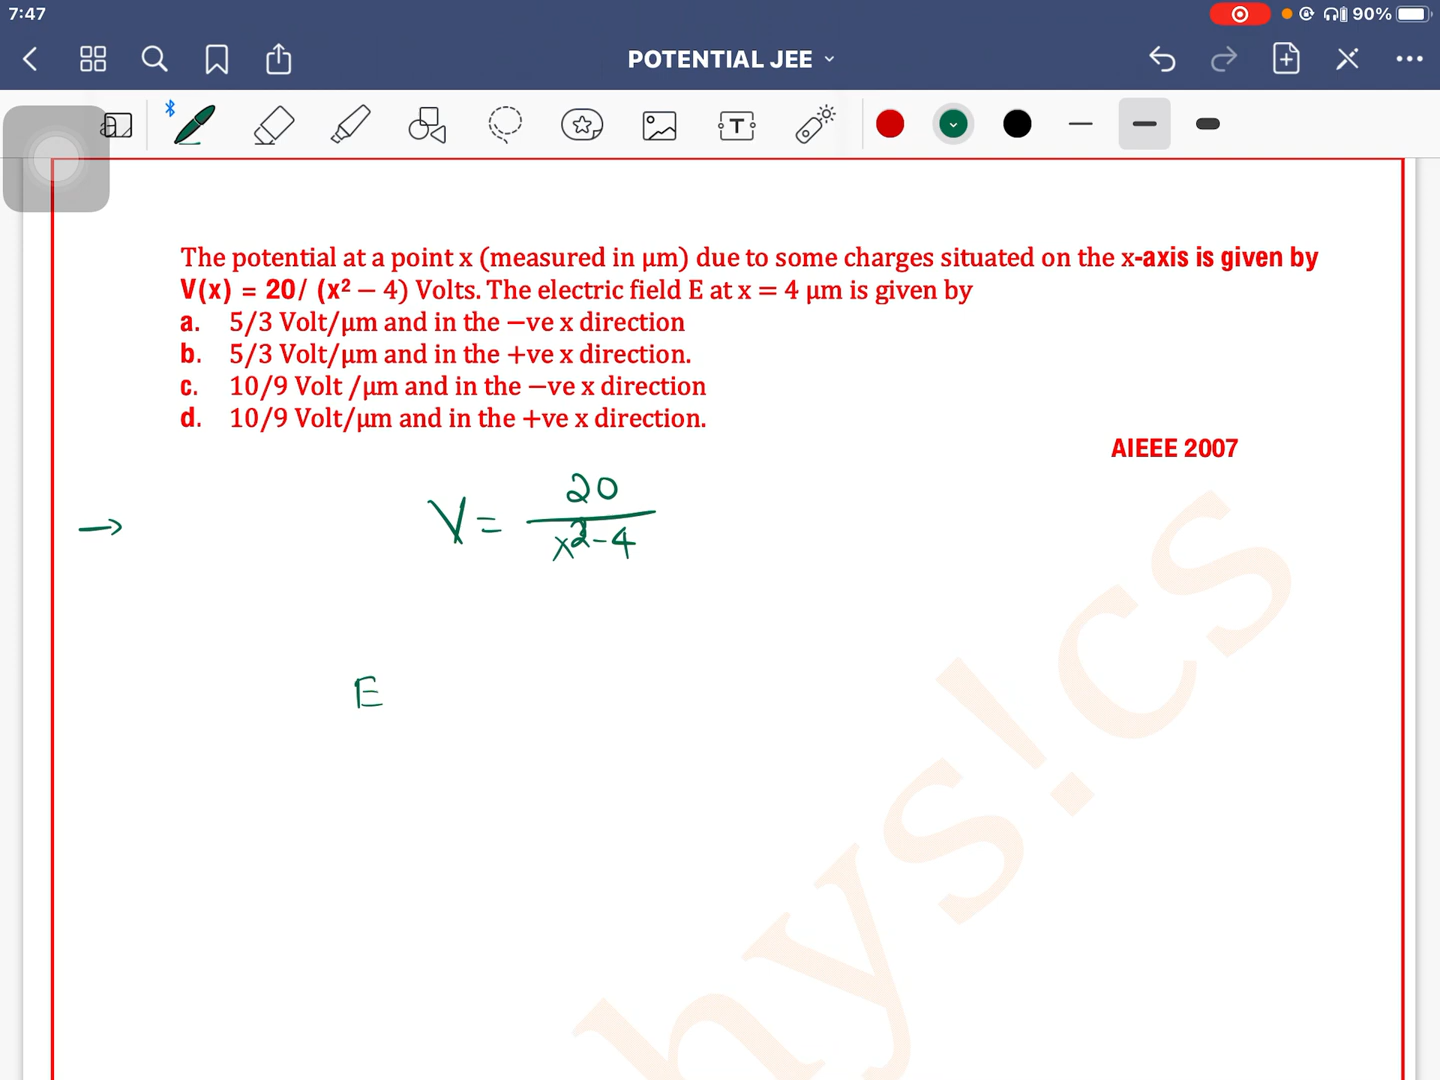 7:47
90%
POTENTIAL JEE
The potential at a point x (measured in μm) due to some charges situated on the x-axis is given by
V(x) = 20/ (x² – 4) Volts. The electric field E at x = 4 μm is given by
a. 5/3 Volt/μm and in the –ve x direction
b. 5/3 Volt/μm and in the +ve x direction.
c. 10/9 Volt /μm and in the –ve x direction
d. 10/9 Volt/μm and in the +ve x direction.
AIEEE 2007
→ V = 20 / x² - 4
E
hys!cs